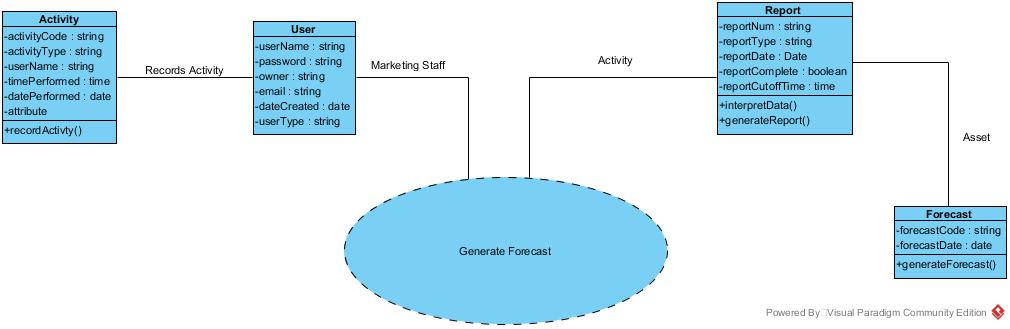 Activity
-activityCode : string
-activityType : string
-userName : string
-timePerformed : time
-datePerformed : date
-attribute
+recordActivty()
Records Activity
User
-userName : string
-password : string
-owner : string
-email : string
-dateCreated : date
-userType : string
Marketing Staff
Activity
Report
-reportNum : string
-reportType : string
-reportDate : Date
-reportComplete : boolean
-reportCutoffTime : time
+interpretData()
+generateReport()
Asset
Forecast
-forecastCode : string
-forecastDate : date
+generateForecast()
Generate Forecast
Powered By Visual Paradigm Community Edition